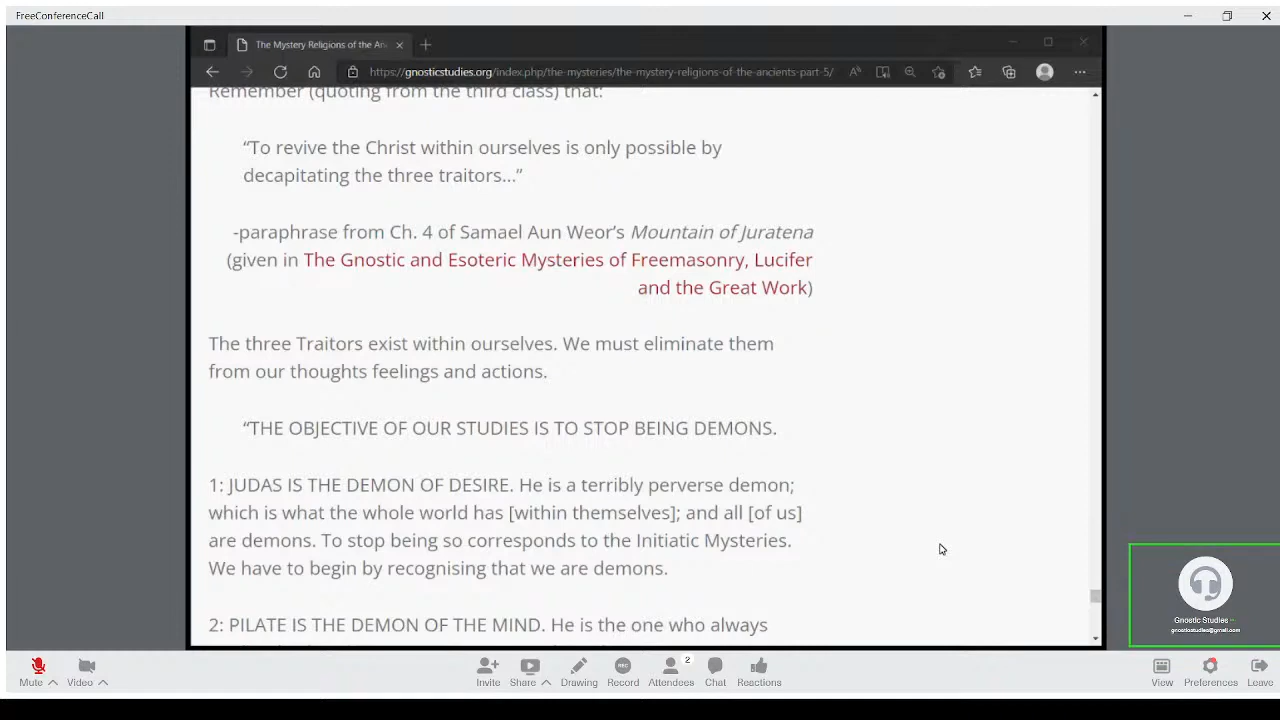 FreeConferenceCall
The Mystery Religions of the An
https://gnosticstudies.org/index.php/the-mysteries/the-mystery-religions-of-the-ancients-part-5/
Remember (quoting from the third class) that:
“To revive the Christ within ourselves is only possible by
decapitating the three traitors...”
-paraphrase from Ch. 4 of Samael Aun Weor’s Mountain of Juratena
(given in The Gnostic and Esoteric Mysteries of Freemasonry, Lucifer
and the Great Work)
The three Traitors exist within ourselves. We must eliminate them
from our thoughts feelings and actions.
“THE OBJECTIVE OF OUR STUDIES IS TO STOP BEING DEMONS.
1: JUDAS IS THE DEMON OF DESIRE. He is a terribly perverse demon;
which is what the whole world has [within themselves]; and all [of us]
are demons. To stop being so corresponds to the Initiatic Mysteries.
We have to begin by recognising that we are demons.
2: PILATE IS THE DEMON OF THE MIND. He is the one who always
Gnostic Studies
gnosticstudies@gmail.com
Mute Video Invite Share Drawing REC Record Attendees 2 Chat Reactions View Preferences Leave